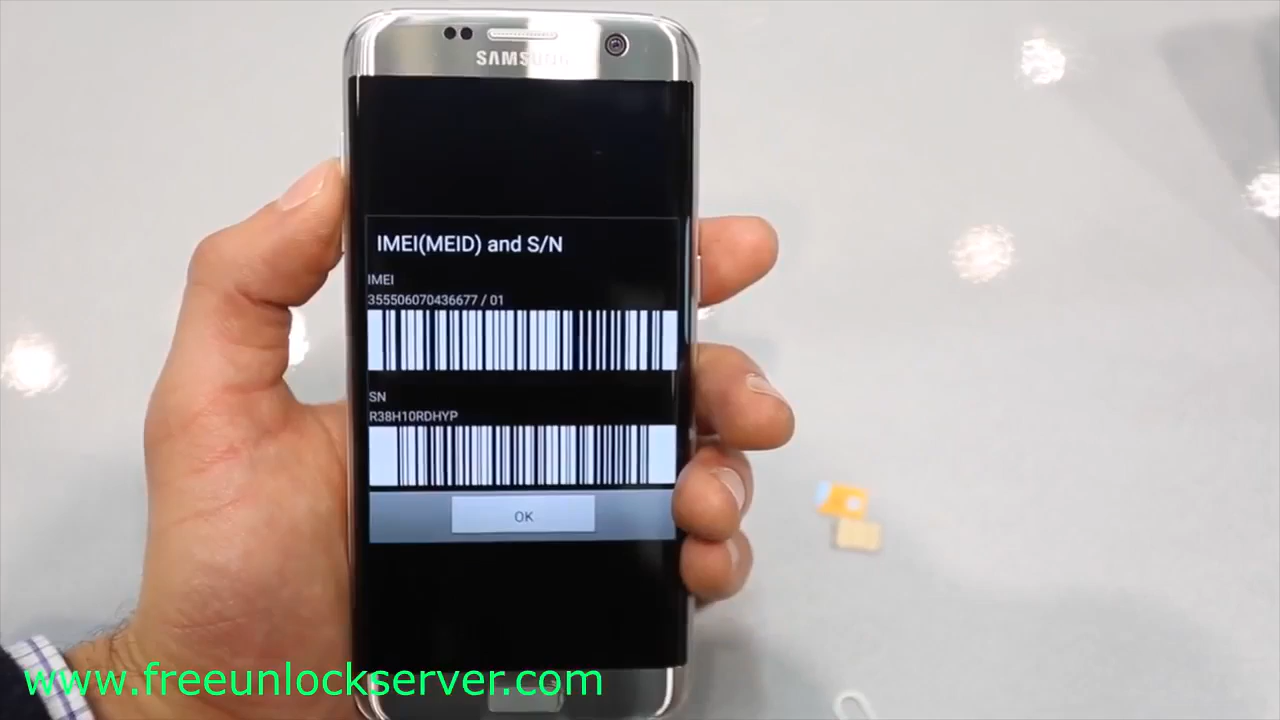 SAMSUNG
IMEI(MEID) and S/N
IMEI
355506070436677 / 01
SN
R38H10RDHYP
OK
www.freeunlockserver.com